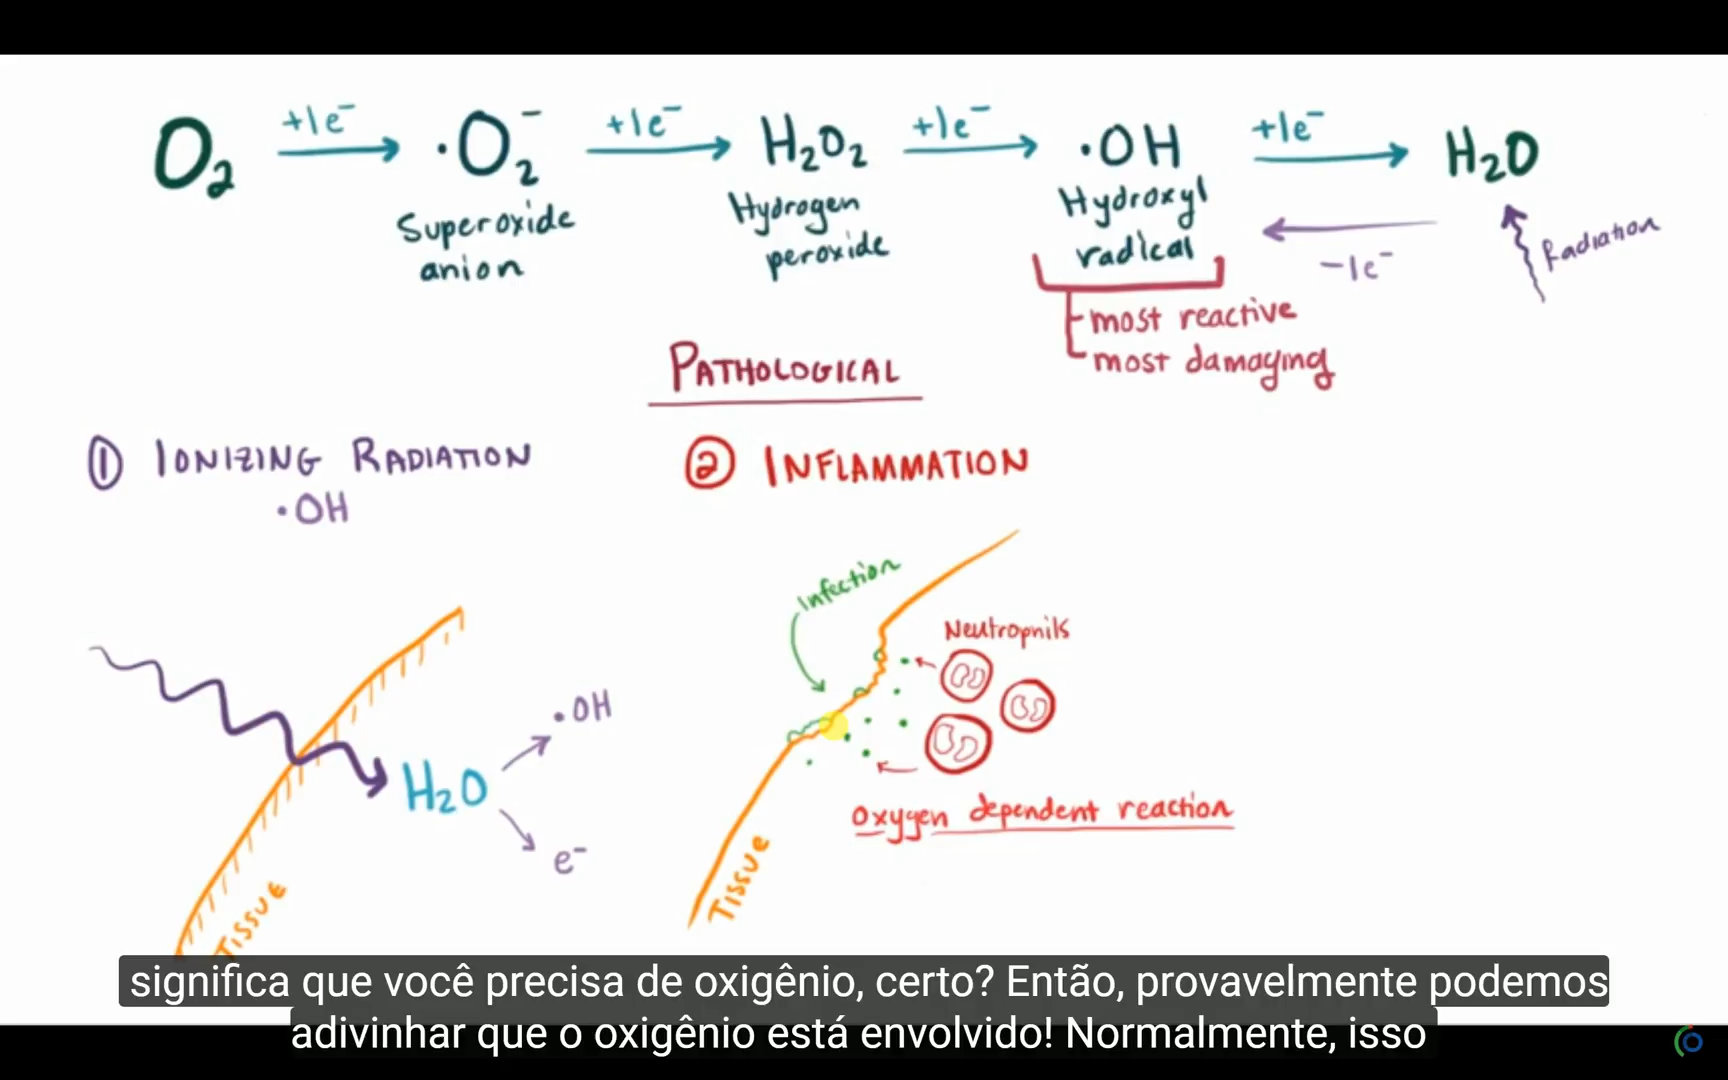 O₂ +1e⁻ ·O₂⁻ +1e⁻ H₂O₂ +1e⁻ ·OH +1e⁻ H₂O
Superoxide
anion
Hydrogen
peroxide
Hydroxyl
radical
-1e⁻
Radiation
most reactive
most damaging
PATHOLOGICAL
1 IONIZING RADIATION
·OH
2 INFLAMMATION
Infection
Neutrophils
·OH
H₂O
e⁻
Oxygen dependent reaction
TISSUE
TISSUE
significa que você precisa de oxigênio, certo? Então, provavelmente podemos
adivinhar que o oxigênio está envolvido! Normalmente, isso